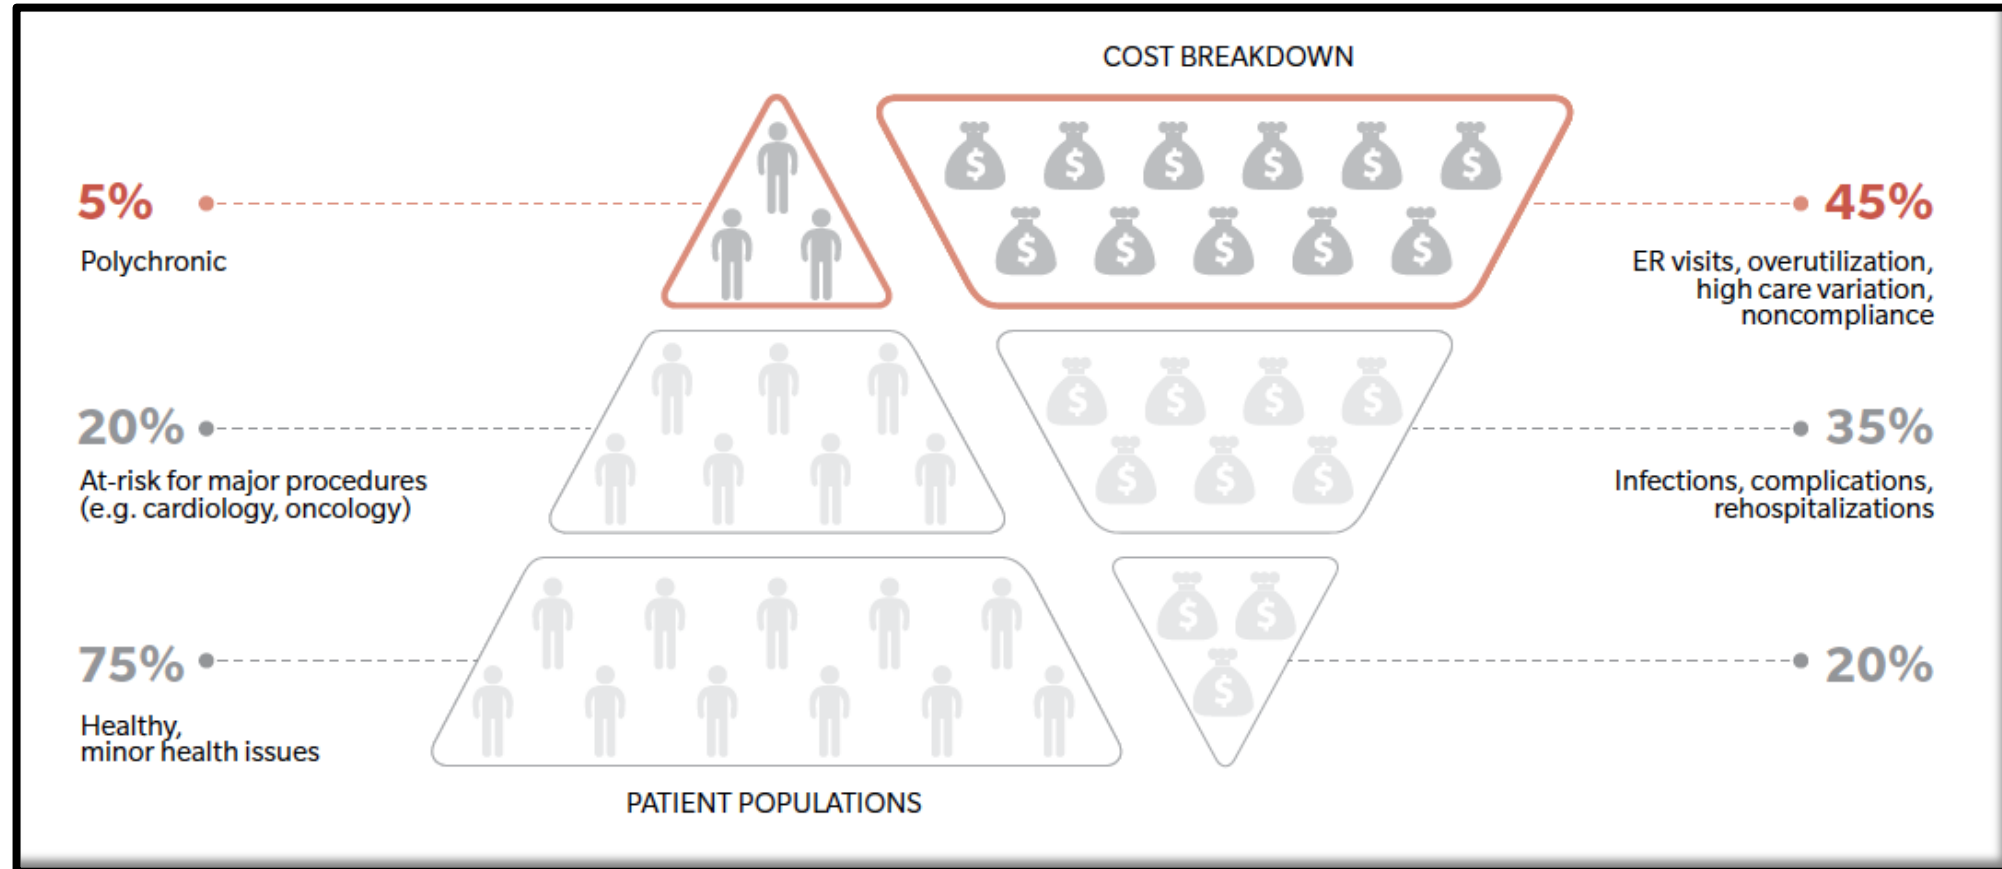 COST BREAKDOWN
5%
Polychronic
45%
ER visits, overutilization,
high care variation,
noncompliance
20%
At-risk for major procedures
(e.g. cardiology, oncology)
35%
Infections, complications,
rehospitalizations
75%
Healthy,
minor health issues
20%
PATIENT POPULATIONS
$ $ $ $ $ $
$ $ $ $ $
$ $ $ $
$ $ $
$ $
$